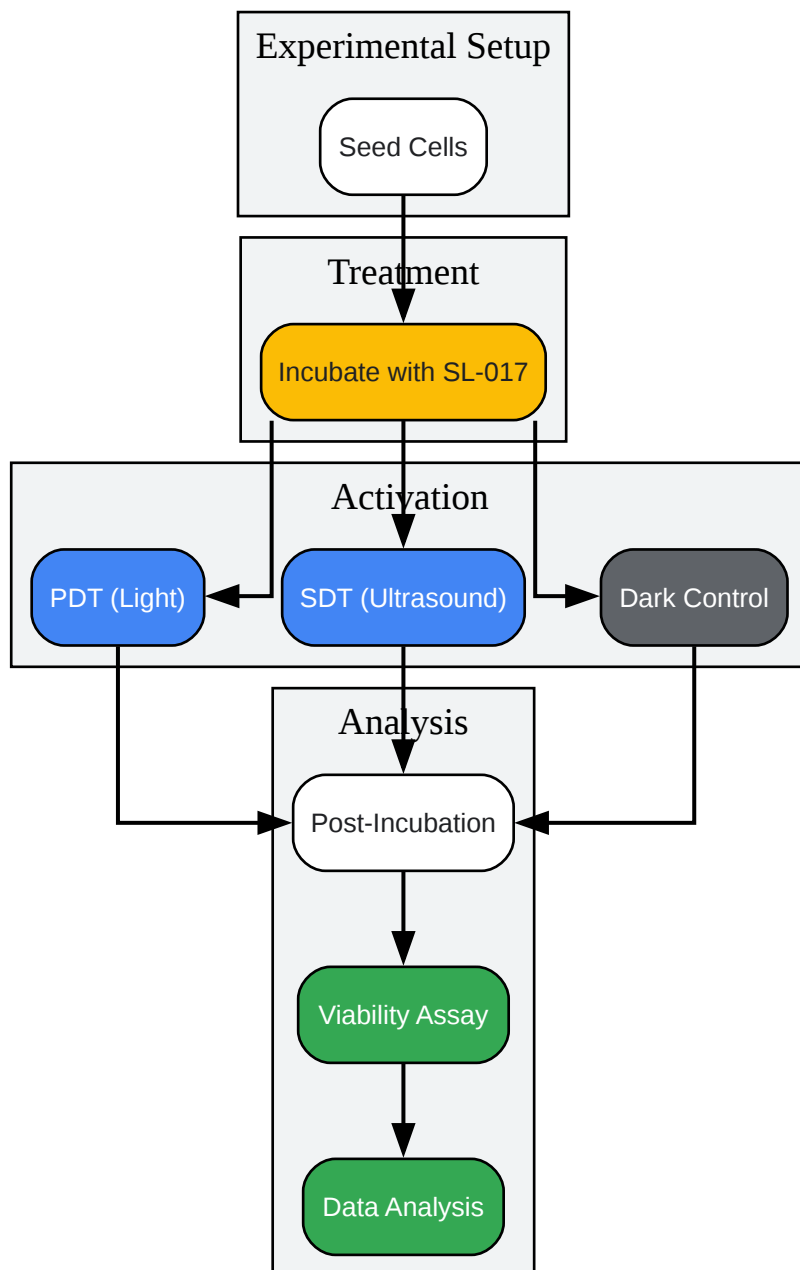 Experimental Setup
Seed Cells
Treatment
Incubate with SL-017
Activation
PDT (Light)
SDT (Ultrasound)
Dark Control
Analysis
Post-Incubation
Viability Assay
Data Analysis